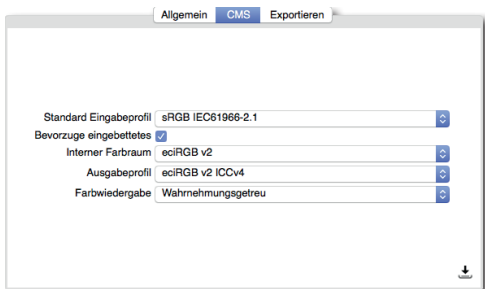 Allgemein CMS Exportieren
Standard Eingabeprofil sRGB IEC61966-2.1
Bevorzuge eingebettetes
Interner Farbraum eciRGB v2
Ausgabeprofil eciRGB v2 ICCv4
Farbwiedergabe Wahrnehmungsgetreu